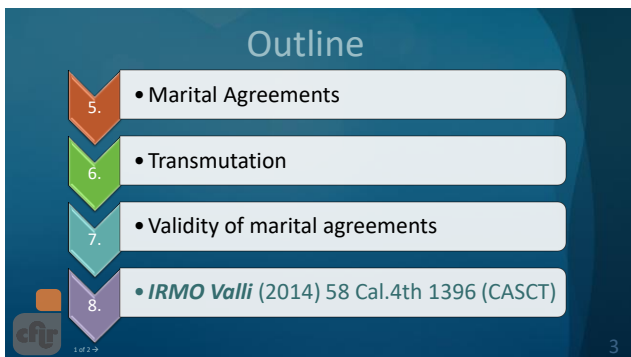 Outline
5.
• Marital Agreements
6.
• Transmutation
7.
• Validity of marital agreements
8.
• IRMO Valli (2014) 58 Cal.4th 1396 (CASCT)
cflr
1 of 2 →
3